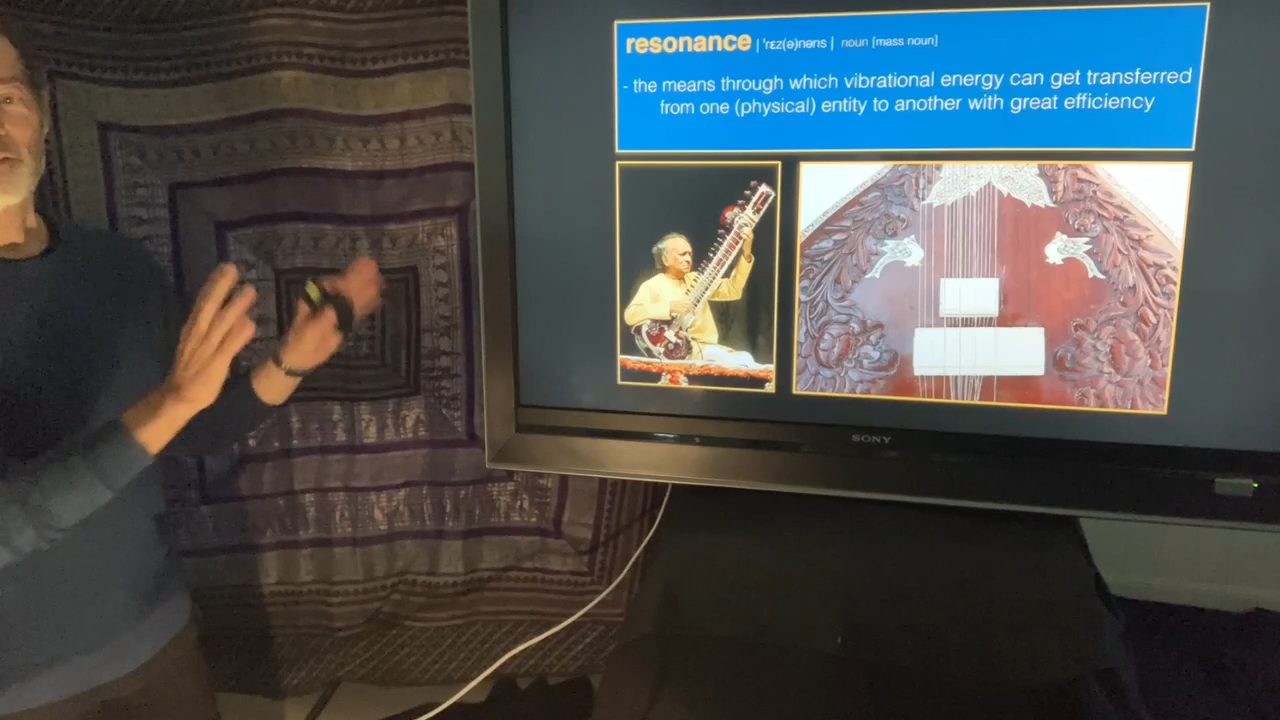 resonance | 'rɛz(ə)nəns | noun [mass noun]
- the means through which vibrational energy can get transferred
from one (physical) entity to another with great efficiency
SONY